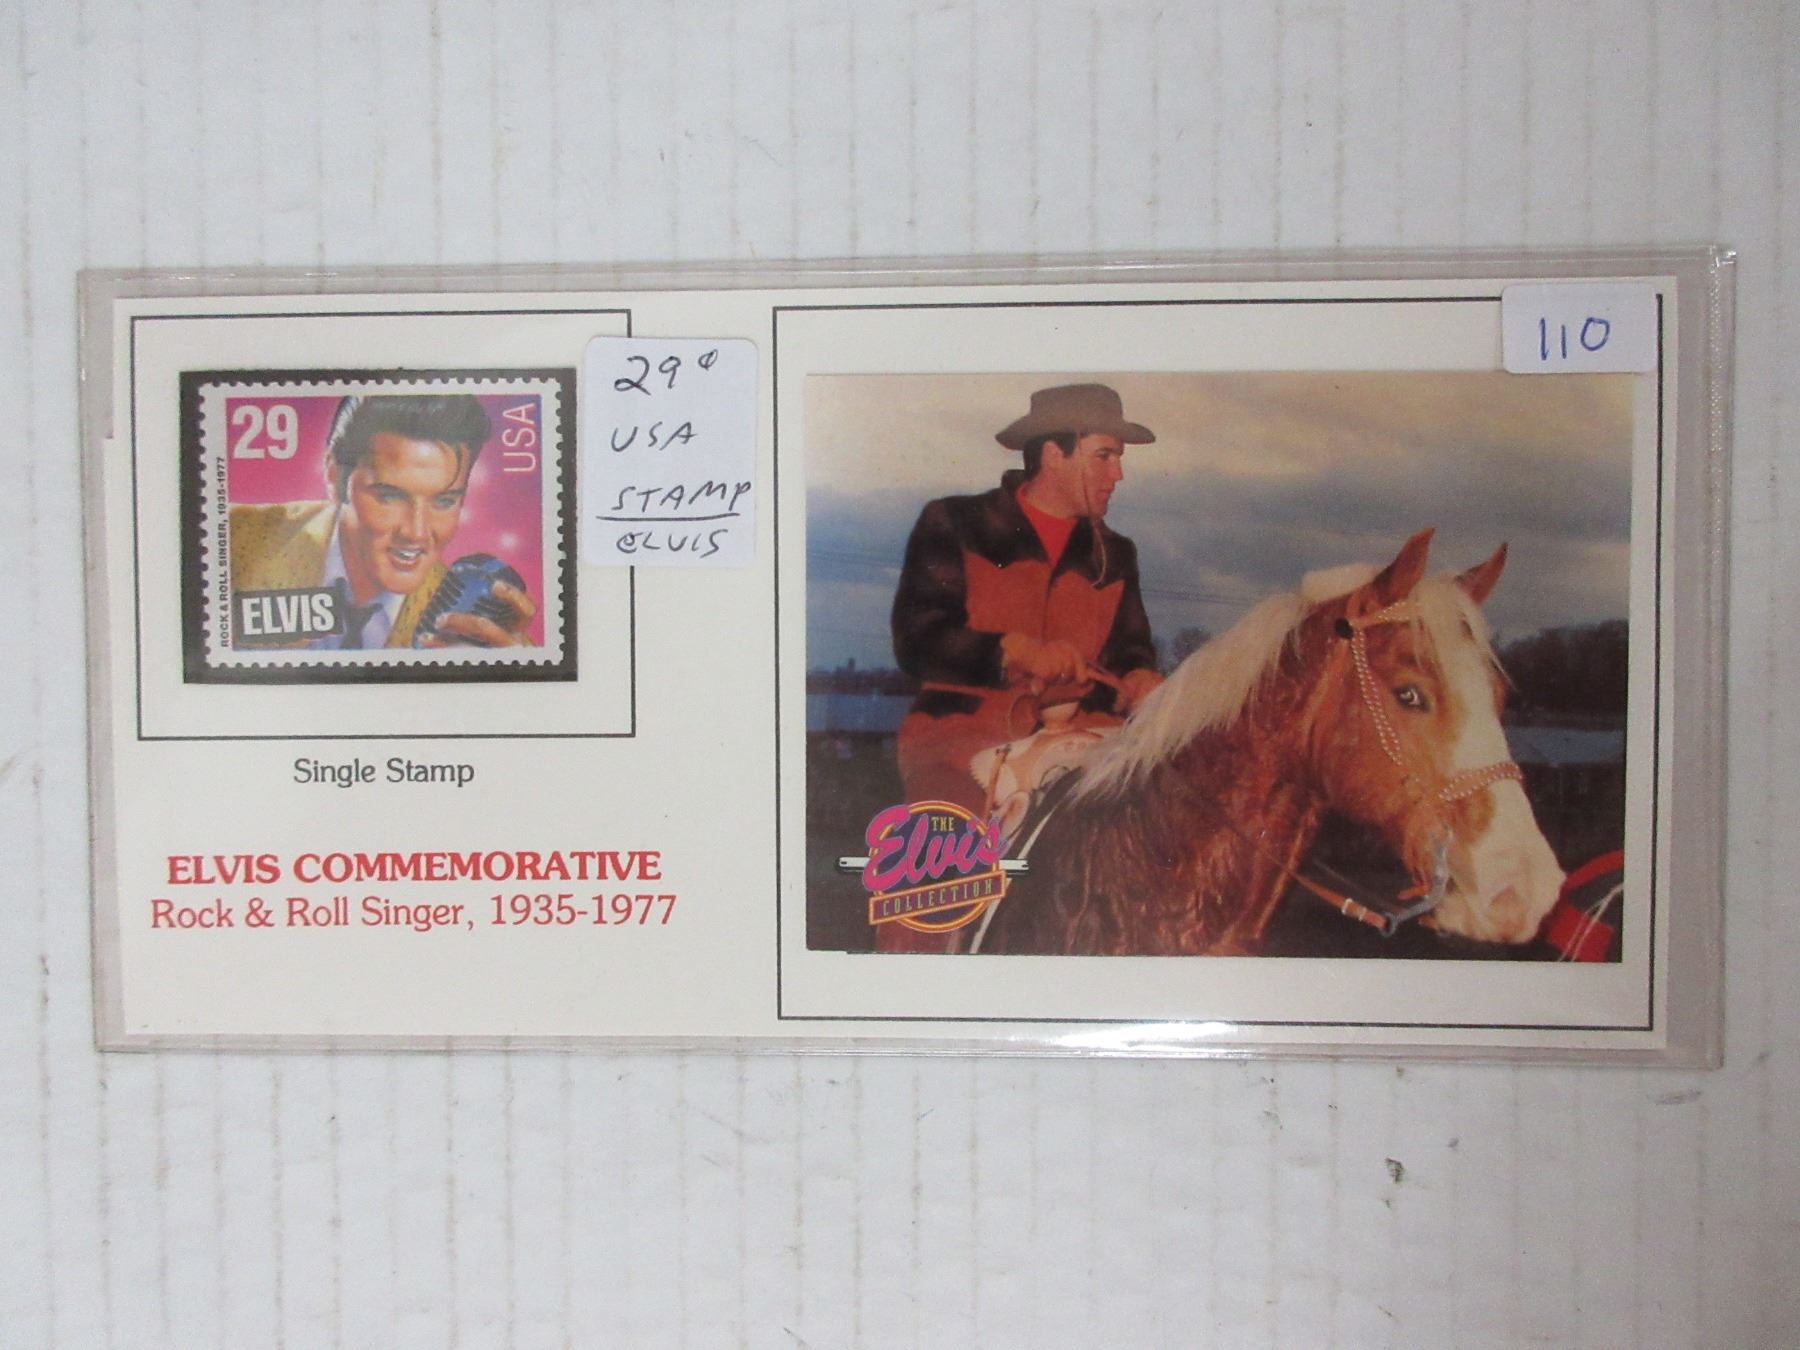 29
USA
ROCK & ROLL SINGER, 1935-1977
ELVIS
29¢
USA
STAMP
ELVIS
110
Single Stamp
ELVIS COMMEMORATIVE
Rock & Roll Singer, 1935-1977
THE
Elvis
COLLECTION